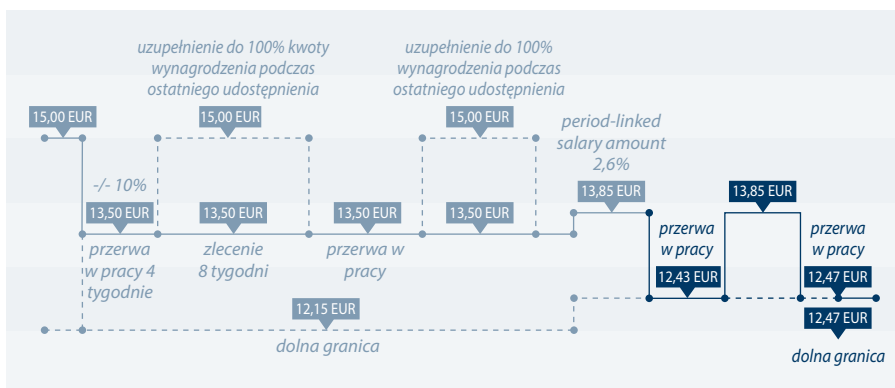 uzupełnienie do 100% kwoty
wynagrodzenia podczas
ostatniego udostępnienia
uzupełnienie do 100%
wynagrodzenia podczas
ostatniego udostępnienia
15,00 EUR
15,00 EUR
15,00 EUR
period-linked
salary amount
2,6%
-/- 10%
13,50 EUR
13,50 EUR
13,50 EUR
13,50 EUR
13,85 EUR
13,85 EUR
przerwa
w pracy 4
tygodnie
zlecenie
8 tygodni
przerwa w
pracy
przerwa
w pracy
przerwa
w pracy
12,43 EUR
12,47 EUR
12,15 EUR
dolna granica
12,47 EUR
dolna granica